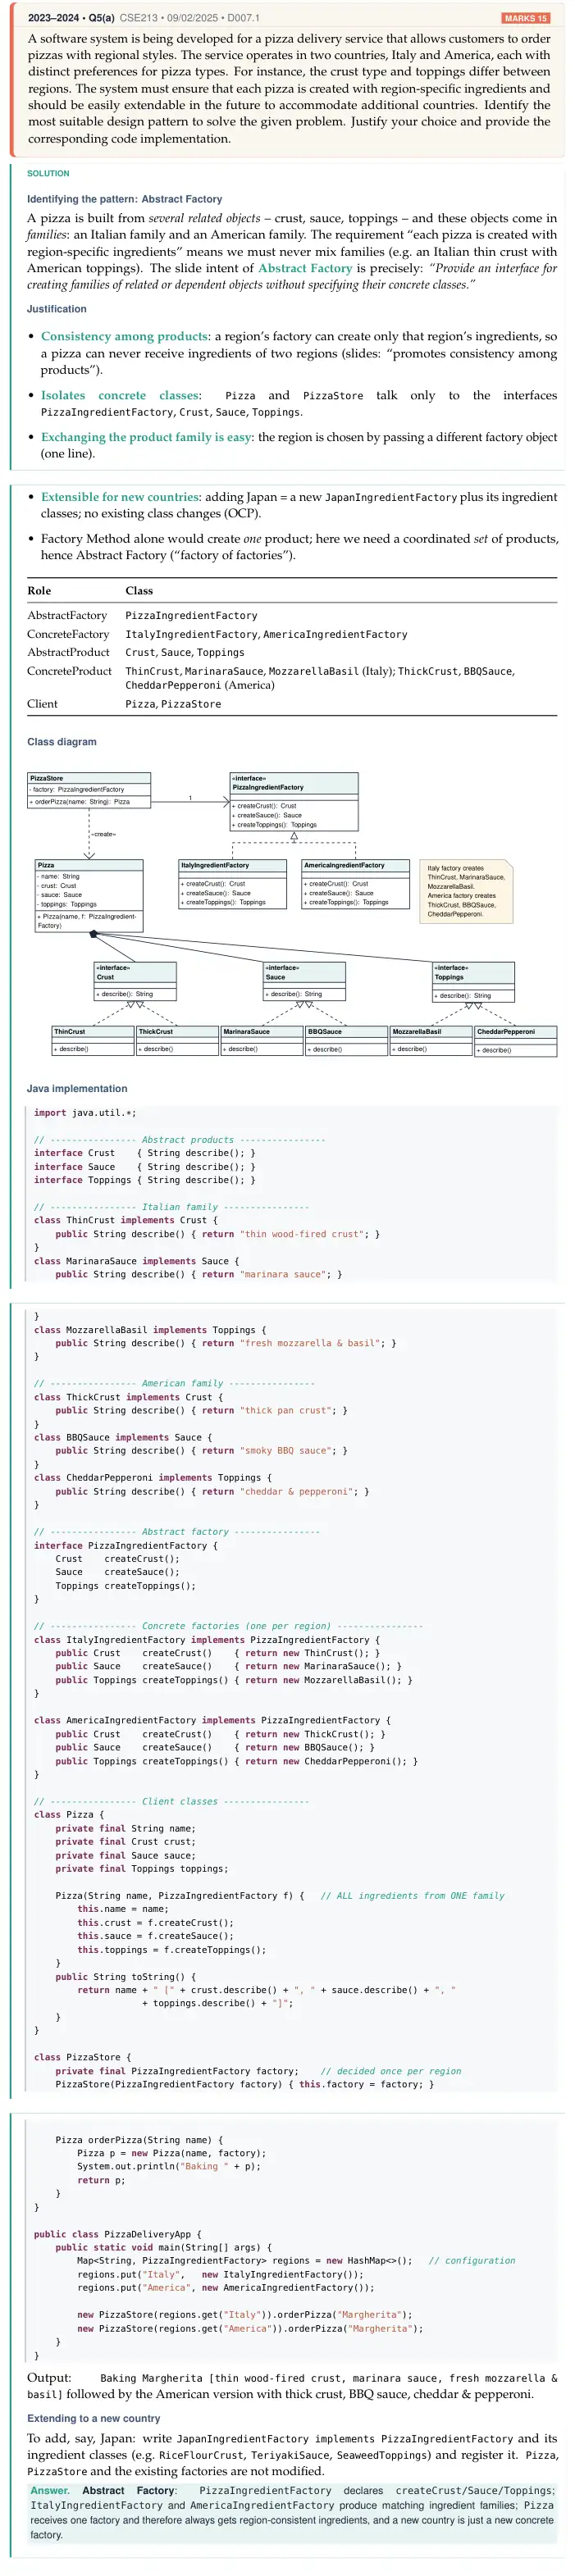 2023–2024 • Q5(a) CSE213 • 09/02/2025 • D007.1
MARKS 15
A software system is being developed for a pizza delivery service that allows customers to order
pizzas with regional styles. The service operates in two countries, Italy and America, each with
distinct preferences for pizza types. For instance, the crust type and toppings differ between
regions. The system must ensure that each pizza is created with region-specific ingredients and
should be easily extendable in the future to accommodate additional countries. Identify the
most suitable design pattern to solve the given problem. Justify your choice and provide the
corresponding code implementation.
SOLUTION
Identifying the pattern: Abstract Factory
A pizza is built from several related objects – crust, sauce, toppings – and these objects come in
families: an Italian family and an American family. The requirement “each pizza is created with
region-specific ingredients” means we must never mix families (e.g. an Italian thin crust with
American toppings). The slide intent of Abstract Factory is precisely: “Provide an interface for
creating families of related or dependent objects without specifying their concrete classes.”
Justification
• Consistency among products: a region’s factory can create only that region’s ingredients, so
a pizza can never receive ingredients of two regions (slides: “promotes consistency among
products”).
• Isolates concrete classes: Pizza and PizzaStore talk only to the interfaces
PizzaIngredientFactory, Crust, Sauce, Toppings.
• Exchanging the product family is easy: the region is chosen by passing a different factory object
(one line).
• Extensible for new countries: adding Japan = a new JapanIngredientFactory plus its ingredient
classes; no existing class changes (OCP).
• Factory Method alone would create one product; here we need a coordinated set of products,
hence Abstract Factory (“factory of factories”).
Role Class
AbstractFactory PizzaIngredientFactory
ConcreteFactory ItalyIngredientFactory, AmericaIngredientFactory
AbstractProduct Crust, Sauce, Toppings
ConcreteProduct ThinCrust, MarinaraSauce, MozzarellaBasil (Italy); ThickCrust, BBQSauce,
CheddarPepperoni (America)
Client Pizza, PizzaStore
Class diagram
PizzaStore
- factory: PizzaIngredientFactory
+ orderPizza(name: String): Pizza
1
«interface»
PizzaIngredientFactory
+ createCrust(): Crust
+ createSauce(): Sauce
+ createToppings(): Toppings
«create»
Pizza
- name: String
- crust: Crust
- sauce: Sauce
- toppings: Toppings
+ Pizza(name, f: PizzaIngredient-
Factory)
ItalyIngredientFactory
+ createCrust(): Crust
+ createSauce(): Sauce
+ createToppings(): Toppings
AmericaIngredientFactory
+ createCrust(): Crust
+ createSauce(): Sauce
+ createToppings(): Toppings
Italy factory creates
ThinCrust, MarinaraSauce,
MozzarellaBasil.
America factory creates
ThickCrust, BBQSauce,
CheddarPepperoni.
«interface»
Crust
+ describe(): String
«interface»
Sauce
+ describe(): String
«interface»
Toppings
+ describe(): String
ThinCrust
+ describe()
ThickCrust
+ describe()
MarinaraSauce
+ describe()
BBQSauce
+ describe()
MozzarellaBasil
+ describe()
CheddarPepperoni
+ describe()
Java implementation
import java.util.*;
// --------------- Abstract products ---------------
interface Crust    { String describe(); }
interface Sauce    { String describe(); }
interface Toppings { String describe(); }
// --------------- Italian family ---------------
class ThinCrust implements Crust {
    public String describe() { return "thin wood-fired crust"; }
}
class MarinaraSauce implements Sauce {
    public String describe() { return "marinara sauce"; }
}
class MozzarellaBasil implements Toppings {
    public String describe() { return "fresh mozzarella & basil"; }
}
// --------------- American family ---------------
class ThickCrust implements Crust {
    public String describe() { return "thick pan crust"; }
}
class BBQSauce implements Sauce {
    public String describe() { return "smoky BBQ sauce"; }
}
class CheddarPepperoni implements Toppings {
    public String describe() { return "cheddar & pepperoni"; }
}
// --------------- Abstract factory ---------------
interface PizzaIngredientFactory {
    Crust    createCrust();
    Sauce    createSauce();
    Toppings createToppings();
}
// --------------- Concrete factories (one per region) ---------------
class ItalyIngredientFactory implements PizzaIngredientFactory {
    public Crust    createCrust()    { return new ThinCrust(); }
    public Sauce    createSauce()    { return new MarinaraSauce(); }
    public Toppings createToppings() { return new MozzarellaBasil(); }
}
class AmericaIngredientFactory implements PizzaIngredientFactory {
    public Crust    createCrust()    { return new ThickCrust(); }
    public Sauce    createSauce()    { return new BBQSauce(); }
    public Toppings createToppings() { return new CheddarPepperoni(); }
}
// --------------- Client classes ---------------
class Pizza {
    private final String name;
    private final Crust crust;
    private final Sauce sauce;
    private final Toppings toppings;
    Pizza(String name, PizzaIngredientFactory f) {   // ALL ingredients from ONE family
        this.name = name;
        this.crust = f.createCrust();
        this.sauce = f.createSauce();
        this.toppings = f.createToppings();
    }
    public String toString() {
        return name + " [" + crust.describe() + ", " + sauce.describe() + ", "
                    + toppings.describe() + "]";
    }
}
class PizzaStore {
    private final PizzaIngredientFactory factory;    // decided once per region
    PizzaStore(PizzaIngredientFactory factory) { this.factory = factory; }
    Pizza orderPizza(String name) {
        Pizza p = new Pizza(name, factory);
        System.out.println("Baking " + p);
        return p;
    }
}
public class PizzaDeliveryApp {
    public static void main(String[] args) {
        Map<String, PizzaIngredientFactory> regions = new HashMap<>();   // configuration
        regions.put("Italy",   new ItalyIngredientFactory());
        regions.put("America", new AmericaIngredientFactory());
        new PizzaStore(regions.get("Italy")).orderPizza("Margherita");
        new PizzaStore(regions.get("America")).orderPizza("Margherita");
    }
}
Output: Baking Margherita [thin wood-fired crust, marinara sauce, fresh mozzarella &
basil] followed by the American version with thick crust, BBQ sauce, cheddar & pepperoni.
Extending to a new country
To add, say, Japan: write JapanIngredientFactory implements PizzaIngredientFactory and its
ingredient classes (e.g. RiceFlourCrust, TeriyakiSauce, SeaweedToppings) and register it. Pizza,
PizzaStore and the existing factories are not modified.
Answer. Abstract Factory: PizzaIngredientFactory declares createCrust/Sauce/Toppings;
ItalyIngredientFactory and AmericaIngredientFactory produce matching ingredient families; Pizza
receives one factory and therefore always gets region-consistent ingredients, and a new country is just a new concrete
factory.